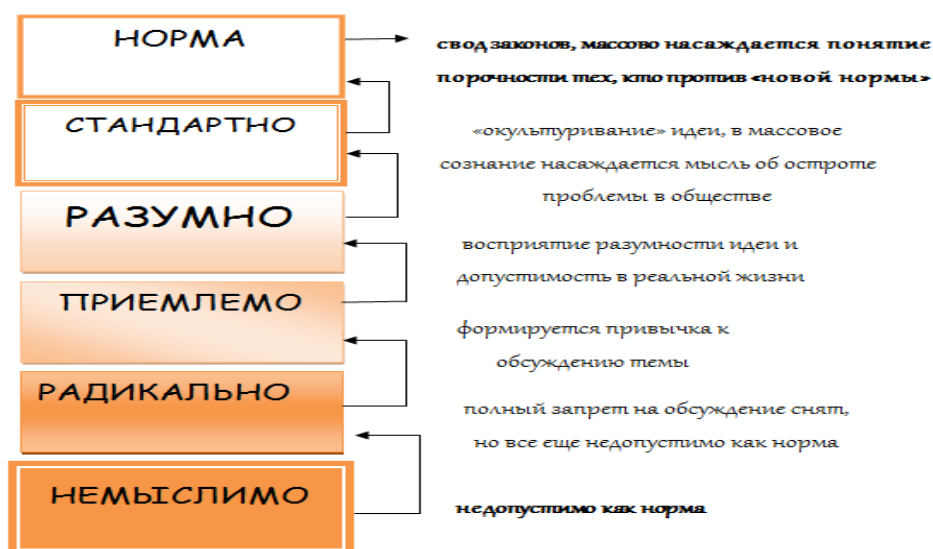 НОРМА
свод законов, массово насаждается понятие
порочности тех, кто против «новой нормы»
СТАНДАРТНО
«окультуривание» идеи, в массовое
сознание насаждается мысль об остроте
проблемы в обществе
РАЗУМНО
восприятие разумности идеи и
допустимость в реальной жизни
ПРИЕМЛЕМО
формируется привычка к
обсуждению темы
РАДИКАЛЬНО
полный запрет на обсуждение снят,
но все еще недопустимо как норма
НЕМЫСЛИМО
недопустимо как норма